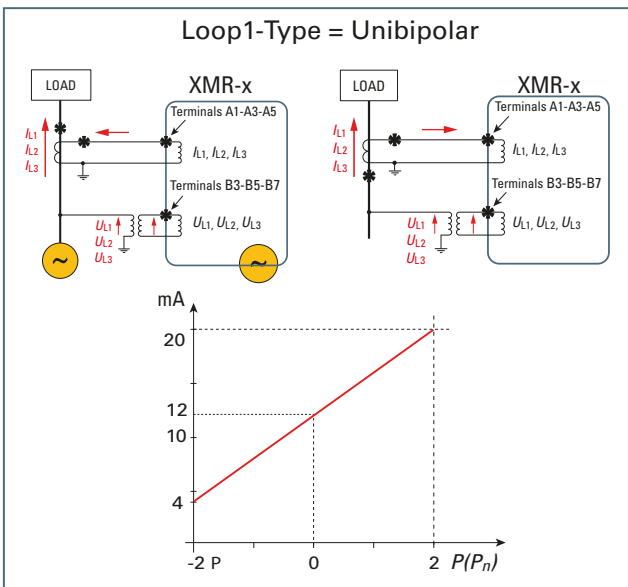 Loop1-Type = Unibipolar
LOAD
XMR-x
Terminals A1-A3-A5
IL1
IL2
IL3
IL1, IL2, IL3
Terminals B3-B5-B7
UL1
UL2
UL3
UL1, UL2, UL3
~
~
LOAD
XMR-x
Terminals A1-A3-A5
IL1
IL2
IL3
IL1, IL2, IL3
Terminals B3-B5-B7
UL1
UL2
UL3
UL1, UL2, UL3
mA
20
12
10
4
-2 P 0 2 P(Pn)